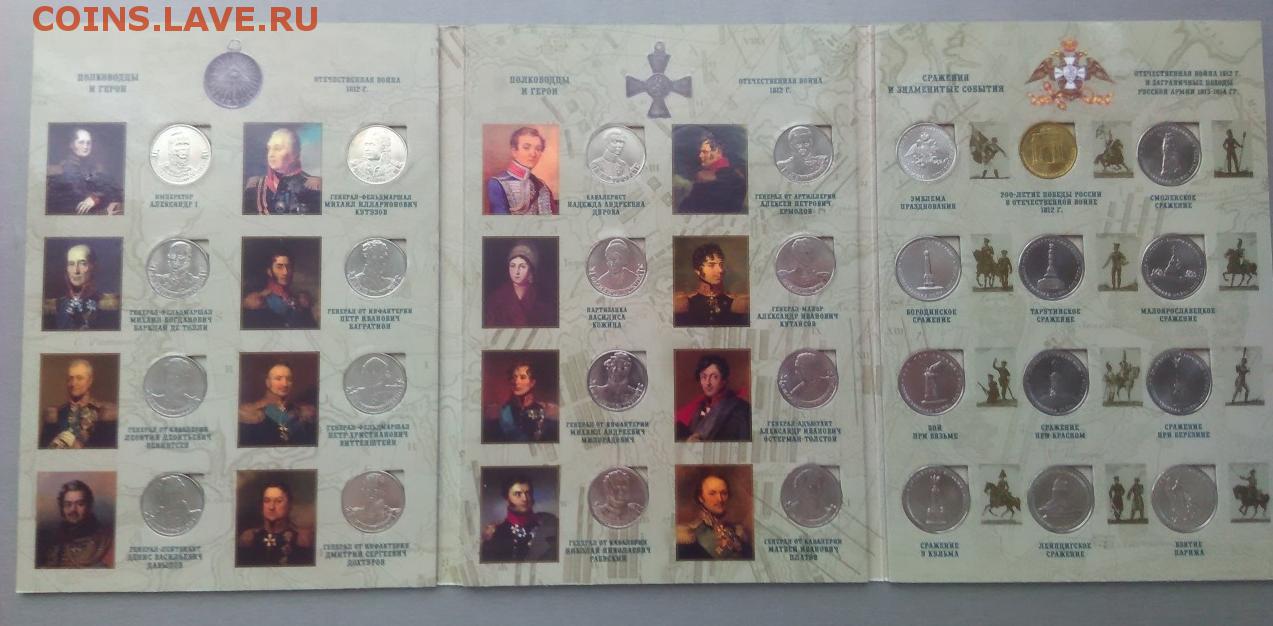 COINS.LAVE.RU
ПОЛКОВОДЦЫ
И ГЕРОИ
ОТЕЧЕСТВЕННАЯ ВОЙНА
1812 Г.
ИМПЕРАТОР
АЛЕКСАНДР I
ГЕНЕРАЛ-ФЕЛЬДМАРШАЛ
МИХАИЛ ИЛЛАРИОНОВИЧ
КУТУЗОВ
ГЕНЕРАЛ-ФЕЛЬДМАРШАЛ
МИХАИЛ БОГДАНОВИЧ
БАРКЛАЙ ДЕ ТОЛЛИ
ГЕНЕРАЛ ОТ ИНФАНТЕРИИ
ПЕТР ИВАНОВИЧ
БАГРАТИОН
ГЕНЕРАЛ ОТ КАВАЛЕРИИ
ЛЕОНТИЙ ЛЕОНТЬЕВИЧ
БЕННИГСЕН
ГЕНЕРАЛ-ФЕЛЬДМАРШАЛ
ПЕТР ХРИСТИАНОВИЧ
ВИТГЕНШТЕЙН
ГЕНЕРАЛ-ЛЕЙТЕНАНТ
ДЕНИС ВАСИЛЬЕВИЧ
ДАВЫДОВ
ГЕНЕРАЛ ОТ ИНФАНТЕРИИ
ДМИТРИЙ СЕРГЕЕВИЧ
ДОХТУРОВ
ПОЛКОВОДЦЫ
И ГЕРОИ
ОТЕЧЕСТВЕННАЯ ВОЙНА
1812 Г.
КАВАЛЕРИСТ
НАДЕЖДА АНДРЕЕВНА
ДУРОВА
ГЕНЕРАЛ ОТ АРТИЛЛЕРИИ
АЛЕКСЕЙ ПЕТРОВИЧ
ЕРМОЛОВ
ПАРТИЗАНКА
ВАСИЛИСА
КОЖИНА
ГЕНЕРАЛ-МАЙОР
АЛЕКСАНДР ИВАНОВИЧ
КУТАЙСОВ
ГЕНЕРАЛ ОТ ИНФАНТЕРИИ
МИХАИЛ АНДРЕЕВИЧ
МИЛОРАДОВИЧ
ГЕНЕРАЛ-АДЪЮТАНТ
АЛЕКСАНДР ИВАНОВИЧ
ОСТЕРМАН-ТОЛСТОЙ
ГЕНЕРАЛ ОТ КАВАЛЕРИИ
НИКОЛАЙ НИКОЛАЕВИЧ
РАЕВСКИЙ
ГЕНЕРАЛ ОТ КАВАЛЕРИИ
МАТВЕЙ ИВАНОВИЧ
ПЛАТОВ
СРАЖЕНИЯ
И ЗНАМЕНИТЫЕ СОБЫТИЯ
ОТЕЧЕСТВЕННАЯ ВОЙНА 1812 Г.
И ЗАГРАНИЧНЫЕ ПОХОДЫ
РУССКОЙ АРМИИ 1813-1814 ГГ.
ЭМБЛЕМА
ПРАЗДНОВАНИЯ
200-ЛЕТИЕ ПОБЕДЫ РОССИИ
В ОТЕЧЕСТВЕННОЙ ВОЙНЕ
1812 Г.
СМОЛЕНСКОЕ
СРАЖЕНИЕ
БОРОДИНСКОЕ
СРАЖЕНИЕ
ТАРУТИНСКОЕ
СРАЖЕНИЕ
МАЛОЯРОСЛАВЕЦКОЕ
СРАЖЕНИЕ
БОЙ
ПРИ ВЯЗЬМЕ
СРАЖЕНИЕ
ПРИ КРАСНОМ
СРАЖЕНИЕ
ПРИ БЕРЕЗИНЕ
СРАЖЕНИЕ
У КУЛЬМА
ЛЕЙПЦИГСКОЕ
СРАЖЕНИЕ
ВЗЯТИЕ
ПАРИЖА